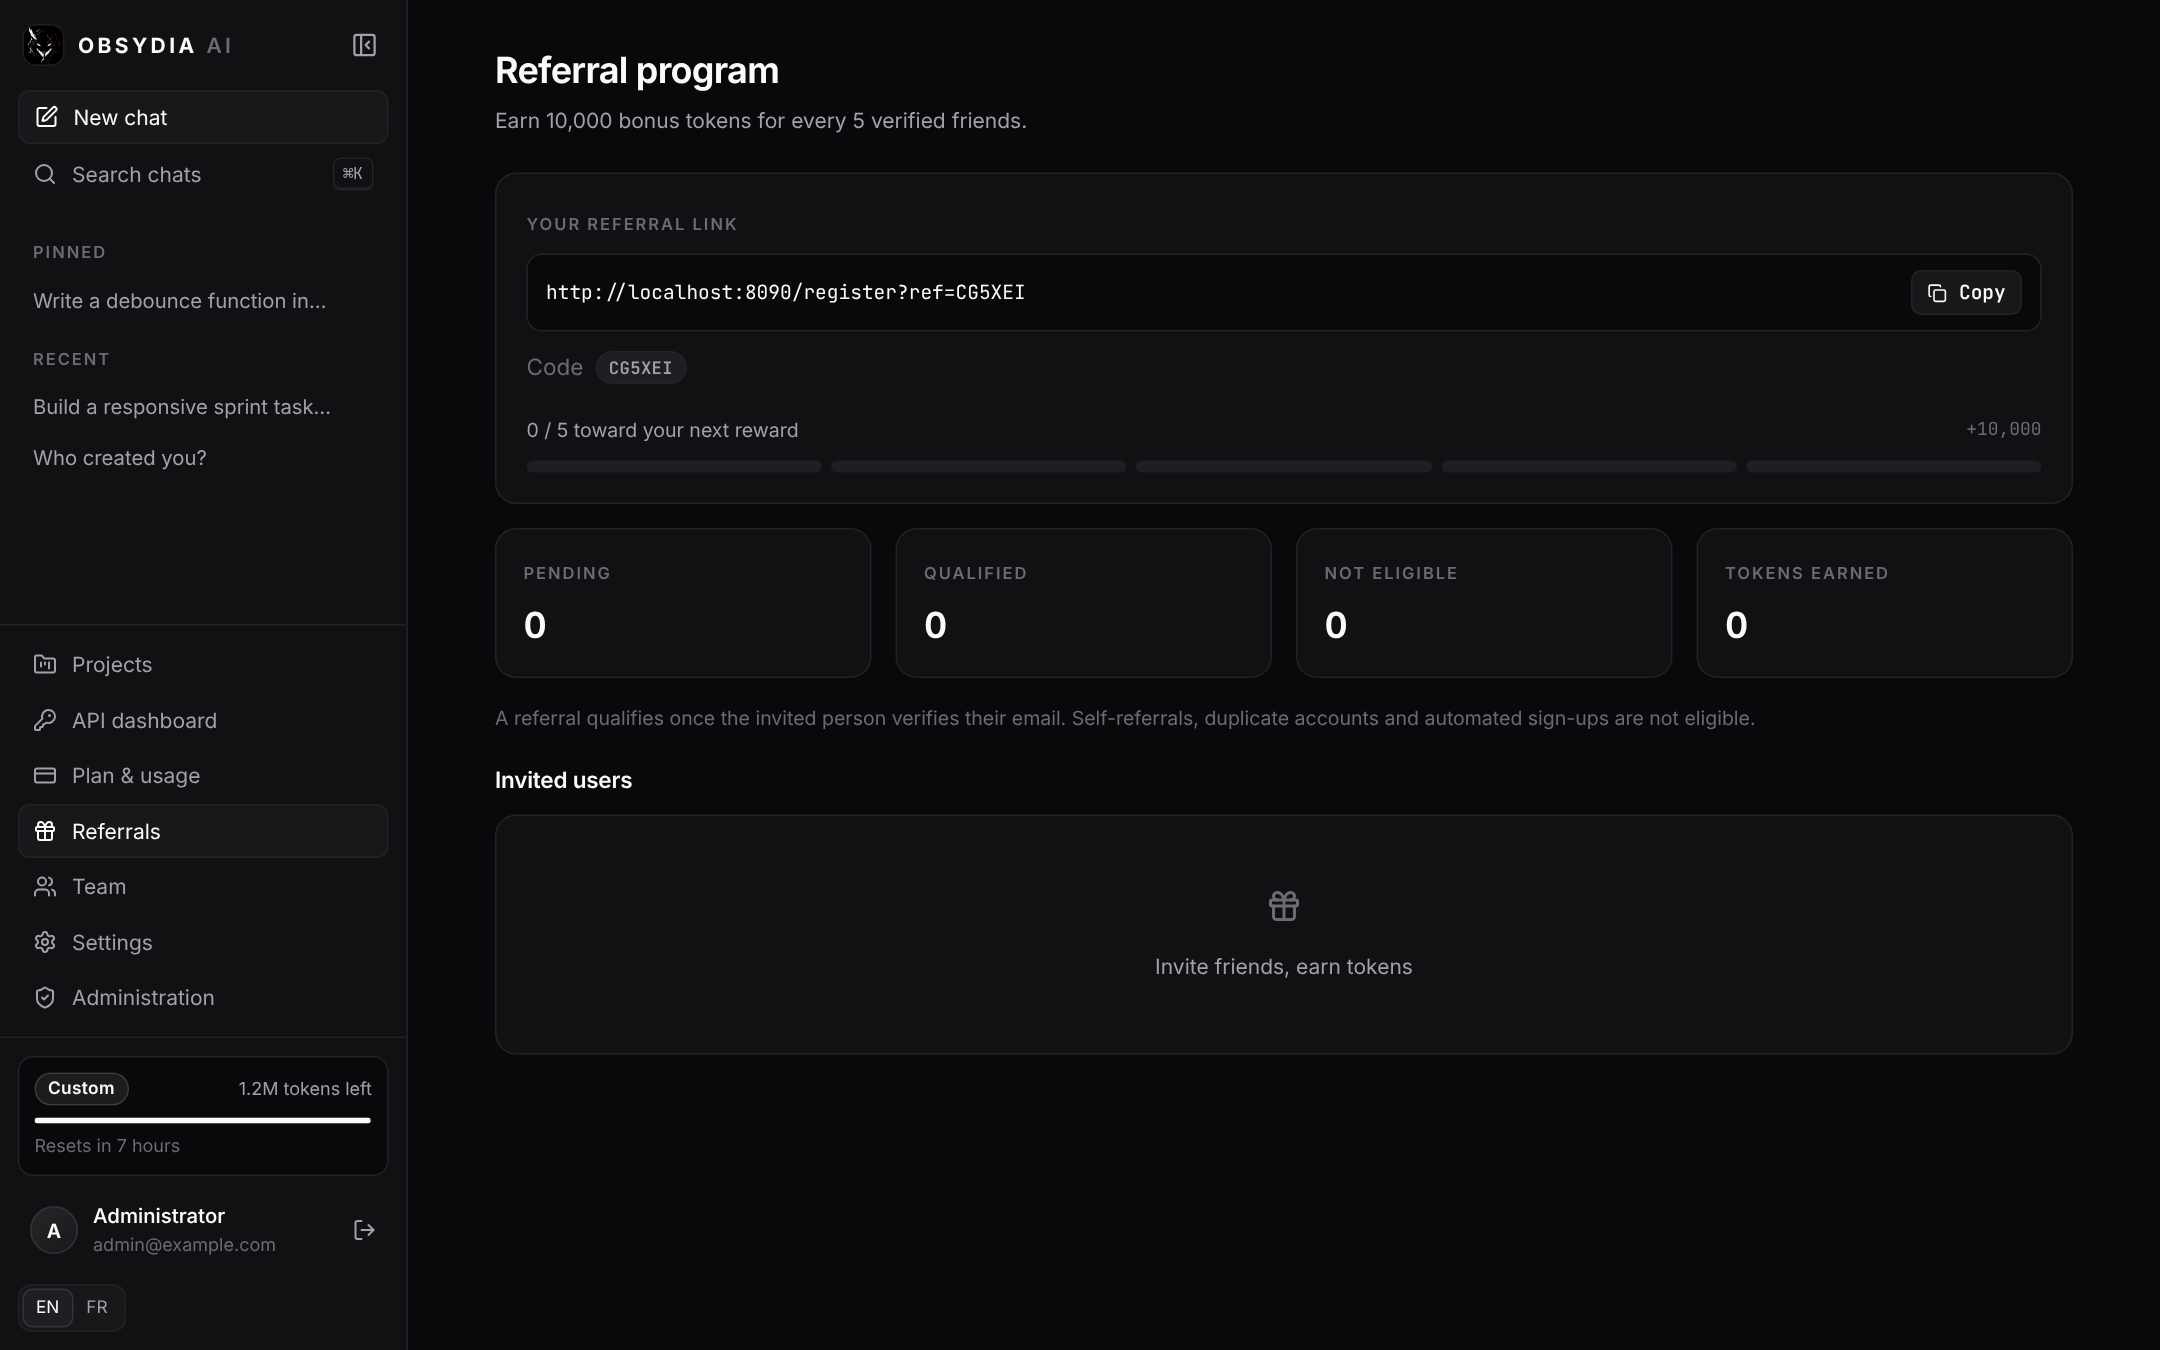 OBSYDIA AI
New chat
Search chats ⌘K
PINNED
Write a debounce function in...
RECENT
Build a responsive sprint task...
Who created you?
Projects
API dashboard
Plan & usage
Referrals
Team
Settings
Administration
Custom 1.2M tokens left
Resets in 7 hours
A Administrator
admin@example.com
EN FR
Referral program
Earn 10,000 bonus tokens for every 5 verified friends.
YOUR REFERRAL LINK
http://localhost:8090/register?ref=CG5XEI Copy
Code CG5XEI
0 / 5 toward your next reward +10,000
PENDING QUALIFIED NOT ELIGIBLE TOKENS EARNED
0 0 0 0
A referral qualifies once the invited person verifies their email. Self-referrals, duplicate accounts and automated sign-ups are not eligible.
Invited users
Invite friends, earn tokens